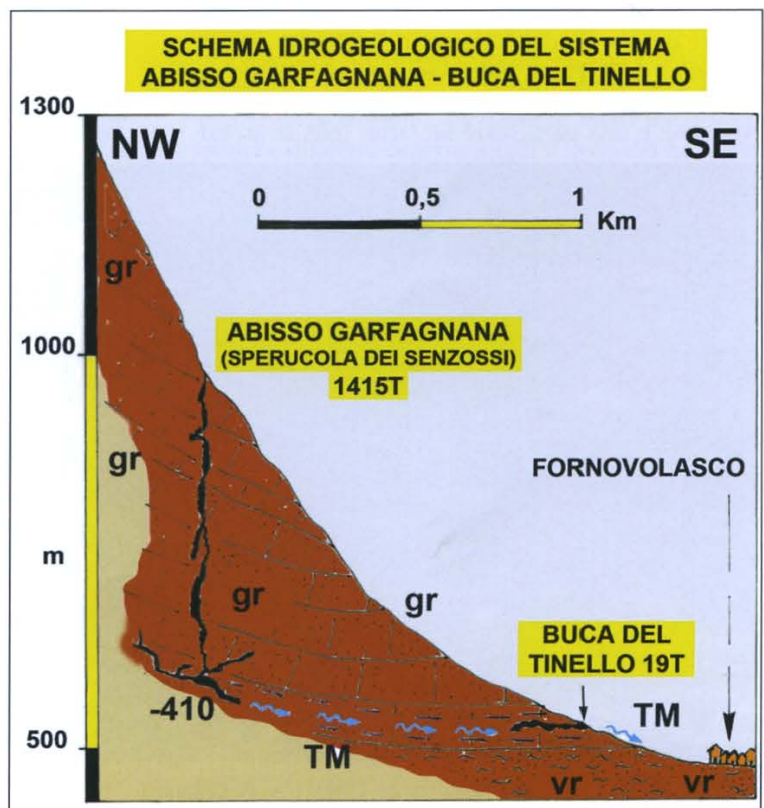 SCHEMA IDROGEOLOGICO DEL SISTEMA
ABISSO GARFAGNANA - BUCA DEL TINELLO
1300
NW
SE
0
0,5
1
Km
gr
ABISSO GARFAGNANA
(SPERUCOLA DEI SENZOSSI)
1415T
1000
gr
FORNOVOLASCO
m
gr
gr
BUCA DEL
TINELLO 19T
-410
TM
500
TM
vr
vr